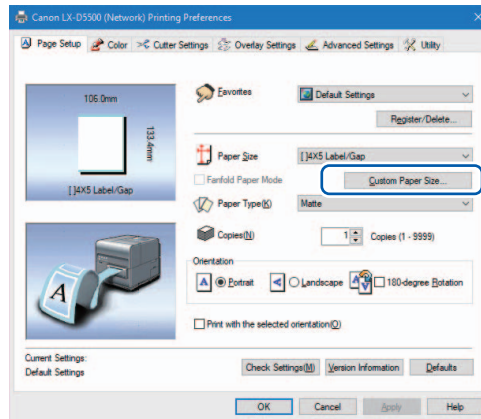 Canon LX-D5500 (Network) Printing Preferences
Page Setup Color Cutter Settings Overlay Settings Advanced Settings Utility
106.0mm
133.4mm
[ ]4X5 Label/Gap
Favorites Default Settings
Register/Delete...
Paper Size [ ]4X5 Label/Gap
Fanfold Paper Mode Custom Paper Size...
Paper Type(K) Matte
Copies(N) 1 Copies (1 - 9999)
Orientation
A Portrait Landscape 180-degree Rotation
Print with the selected orientation(O)
A
Current Settings:
Default Settings
Check Settings(M) Version Information Defaults
OK Cancel Apply Help